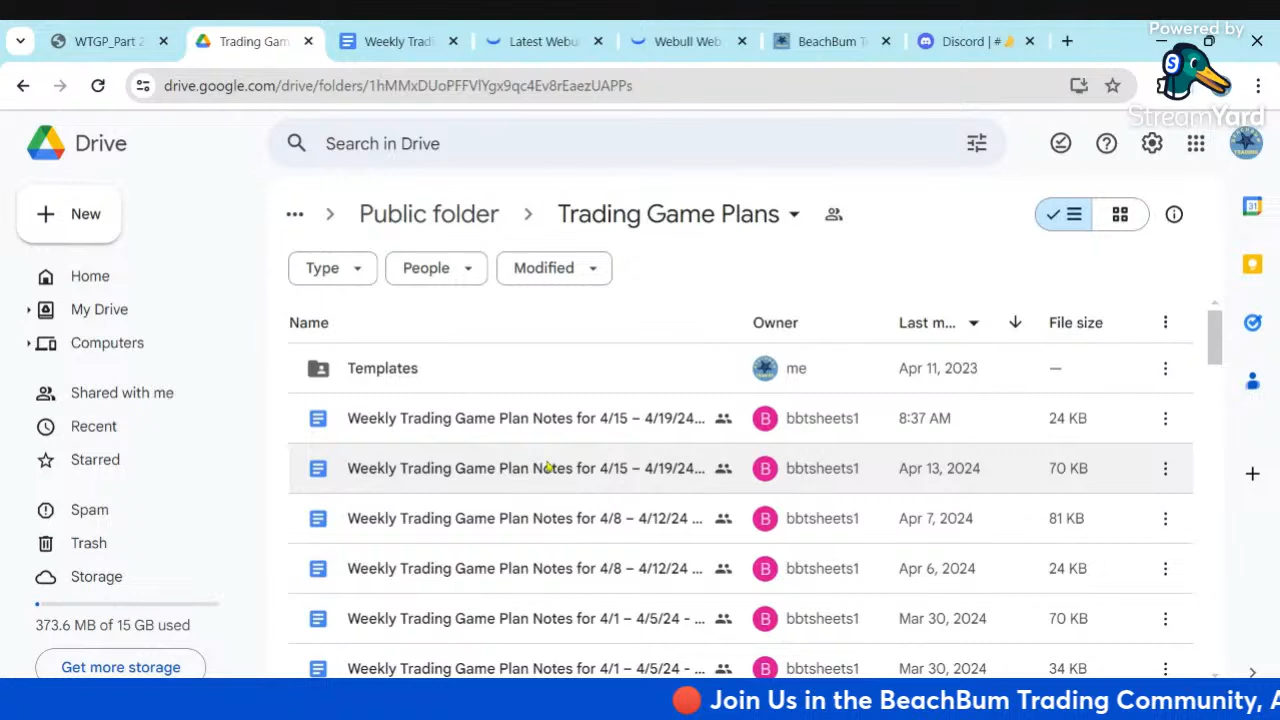 Powered by
StreamYard
WTGP_Part 2
Trading Gam
Weekly Tradi
Latest Webu
Webull Web
BeachBum T
Discord | #
drive.google.com/drive/folders/1hMMxDUoPFFVlYgx9qc4Ev8rEaezUAPPs
Drive
Search in Drive
New
Public folder
Trading Game Plans
Type
People
Modified
Home
My Drive
Computers
Shared with me
Recent
Starred
Spam
Trash
Storage
373.6 MB of 15 GB used
Get more storage
Name Owner Last m... File size
Templates me Apr 11, 2023 —
Weekly Trading Game Plan Notes for 4/15 – 4/19/24... B bbtsheets1 8:37 AM 24 KB
Weekly Trading Game Plan Notes for 4/15 – 4/19/24... B bbtsheets1 Apr 13, 2024 70 KB
Weekly Trading Game Plan Notes for 4/8 – 4/12/24 ... B bbtsheets1 Apr 7, 2024 81 KB
Weekly Trading Game Plan Notes for 4/8 – 4/12/24 ... B bbtsheets1 Apr 6, 2024 24 KB
Weekly Trading Game Plan Notes for 4/1 – 4/5/24 - ... B bbtsheets1 Mar 30, 2024 70 KB
Weekly Trading Game Plan Notes for 4/1 – 4/5/24 - ... B bbtsheets1 Mar 30, 2024 34 KB
31
Join Us in the BeachBum Trading Community, A